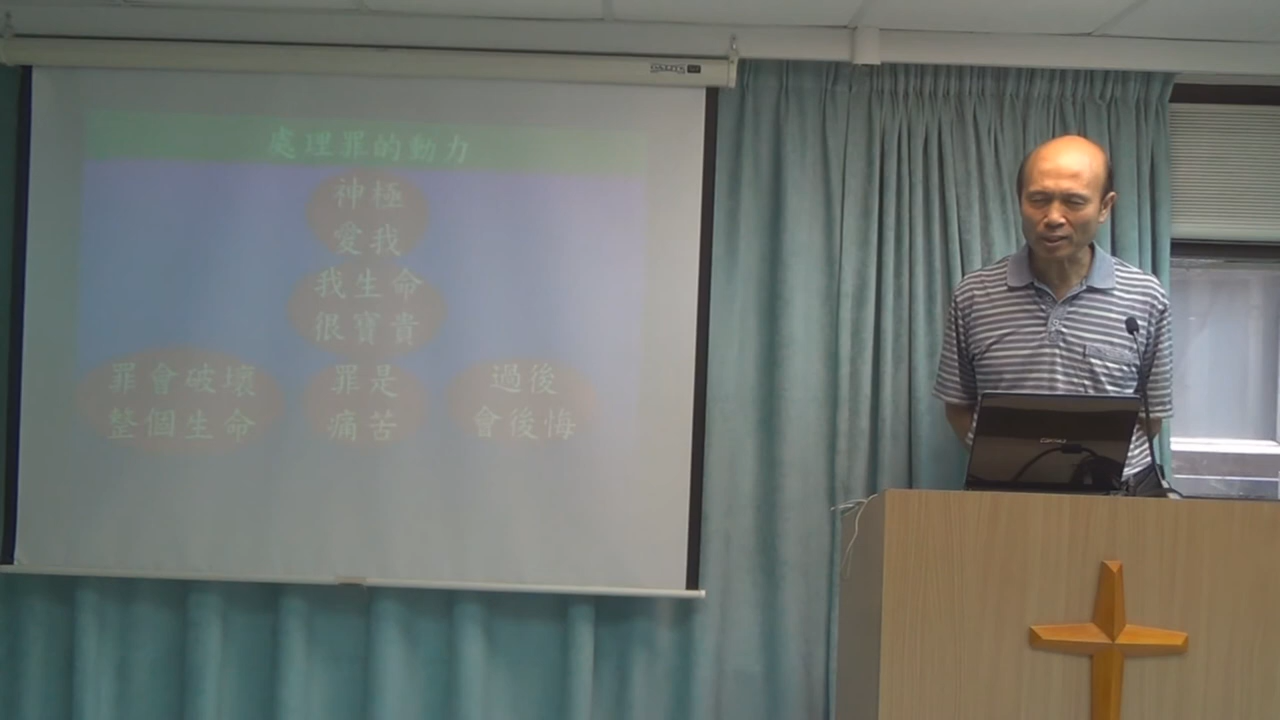 處理罪的動力
神極
愛我
我生命
很寶貴
罪會破壞
整個生命
罪是
痛苦
過後
會後悔